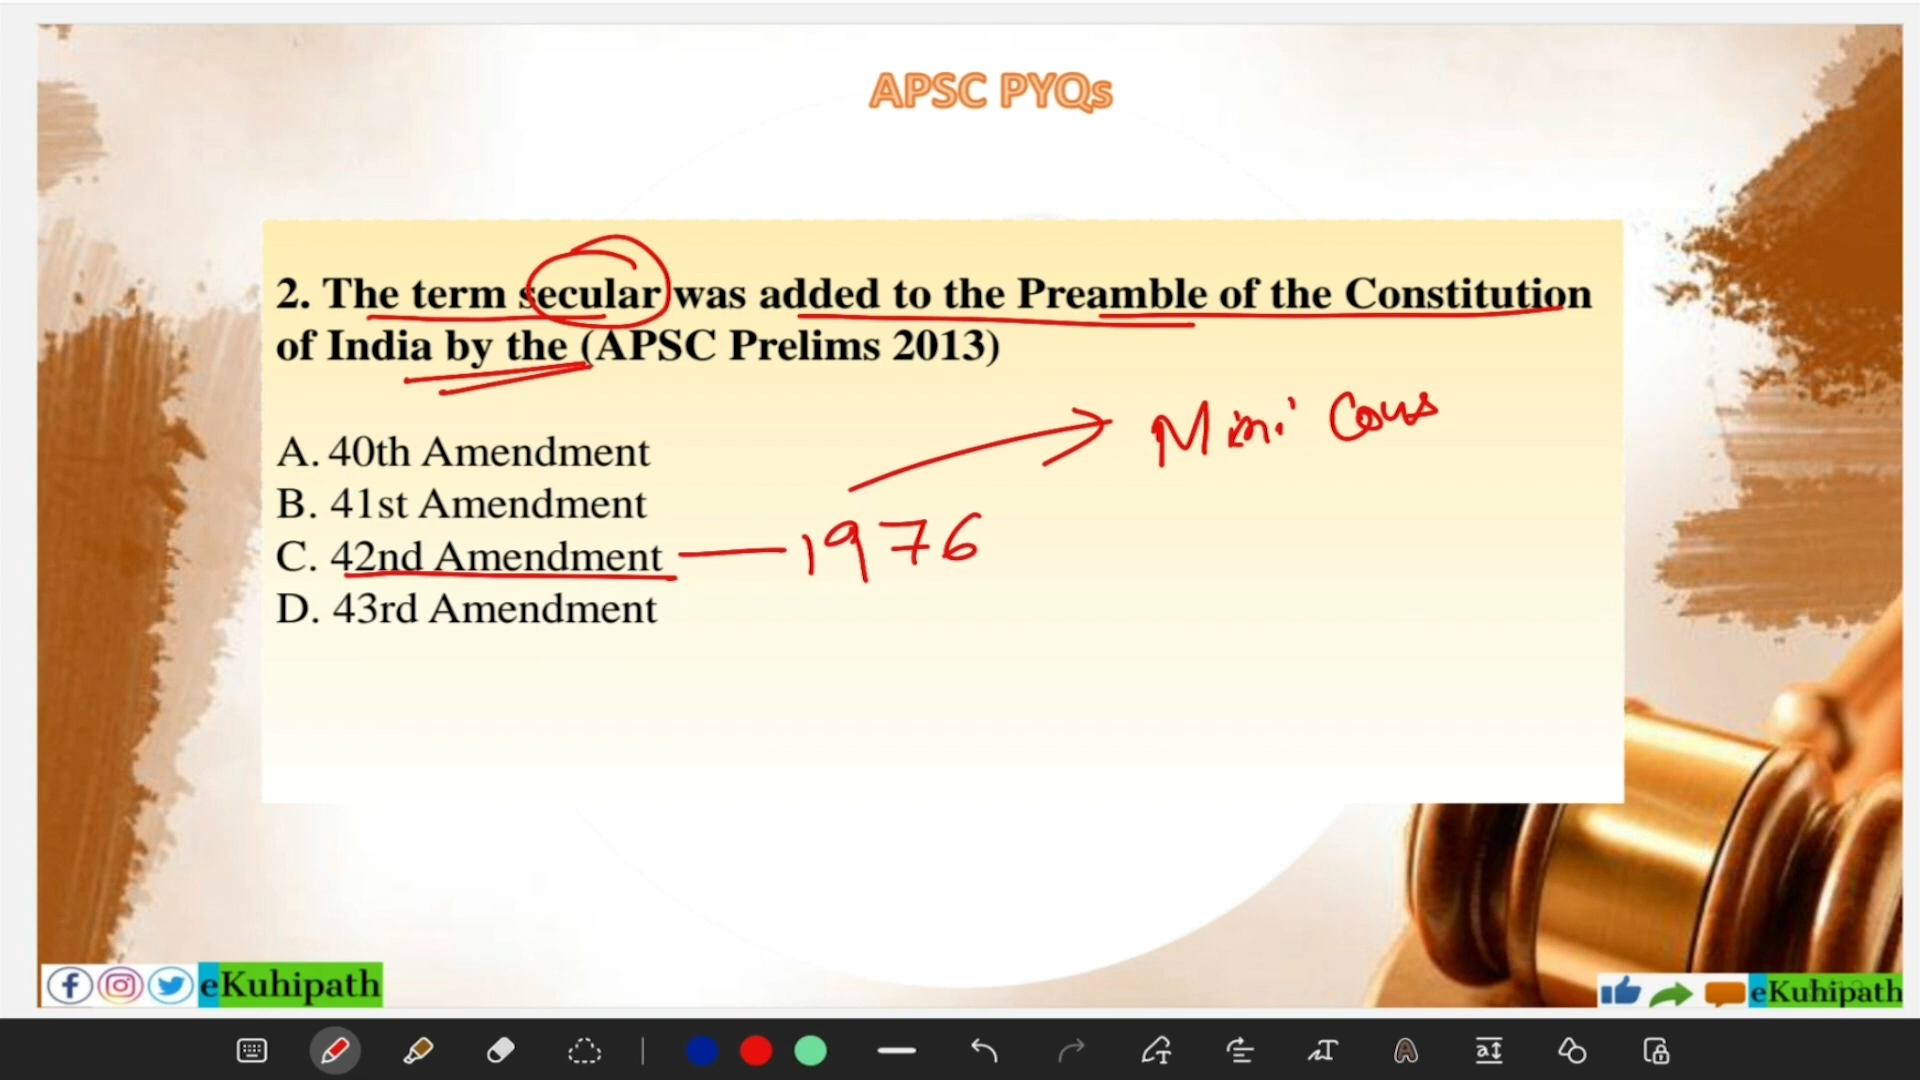 APSC PYQs
2. The term secular was added to the Preamble of the Constitution
of India by the (APSC Prelims 2013)
Mini Cons
A. 40th Amendment
B. 41st Amendment
C. 42nd Amendment — 1976
D. 43rd Amendment
eKuhipath
eKuhipath